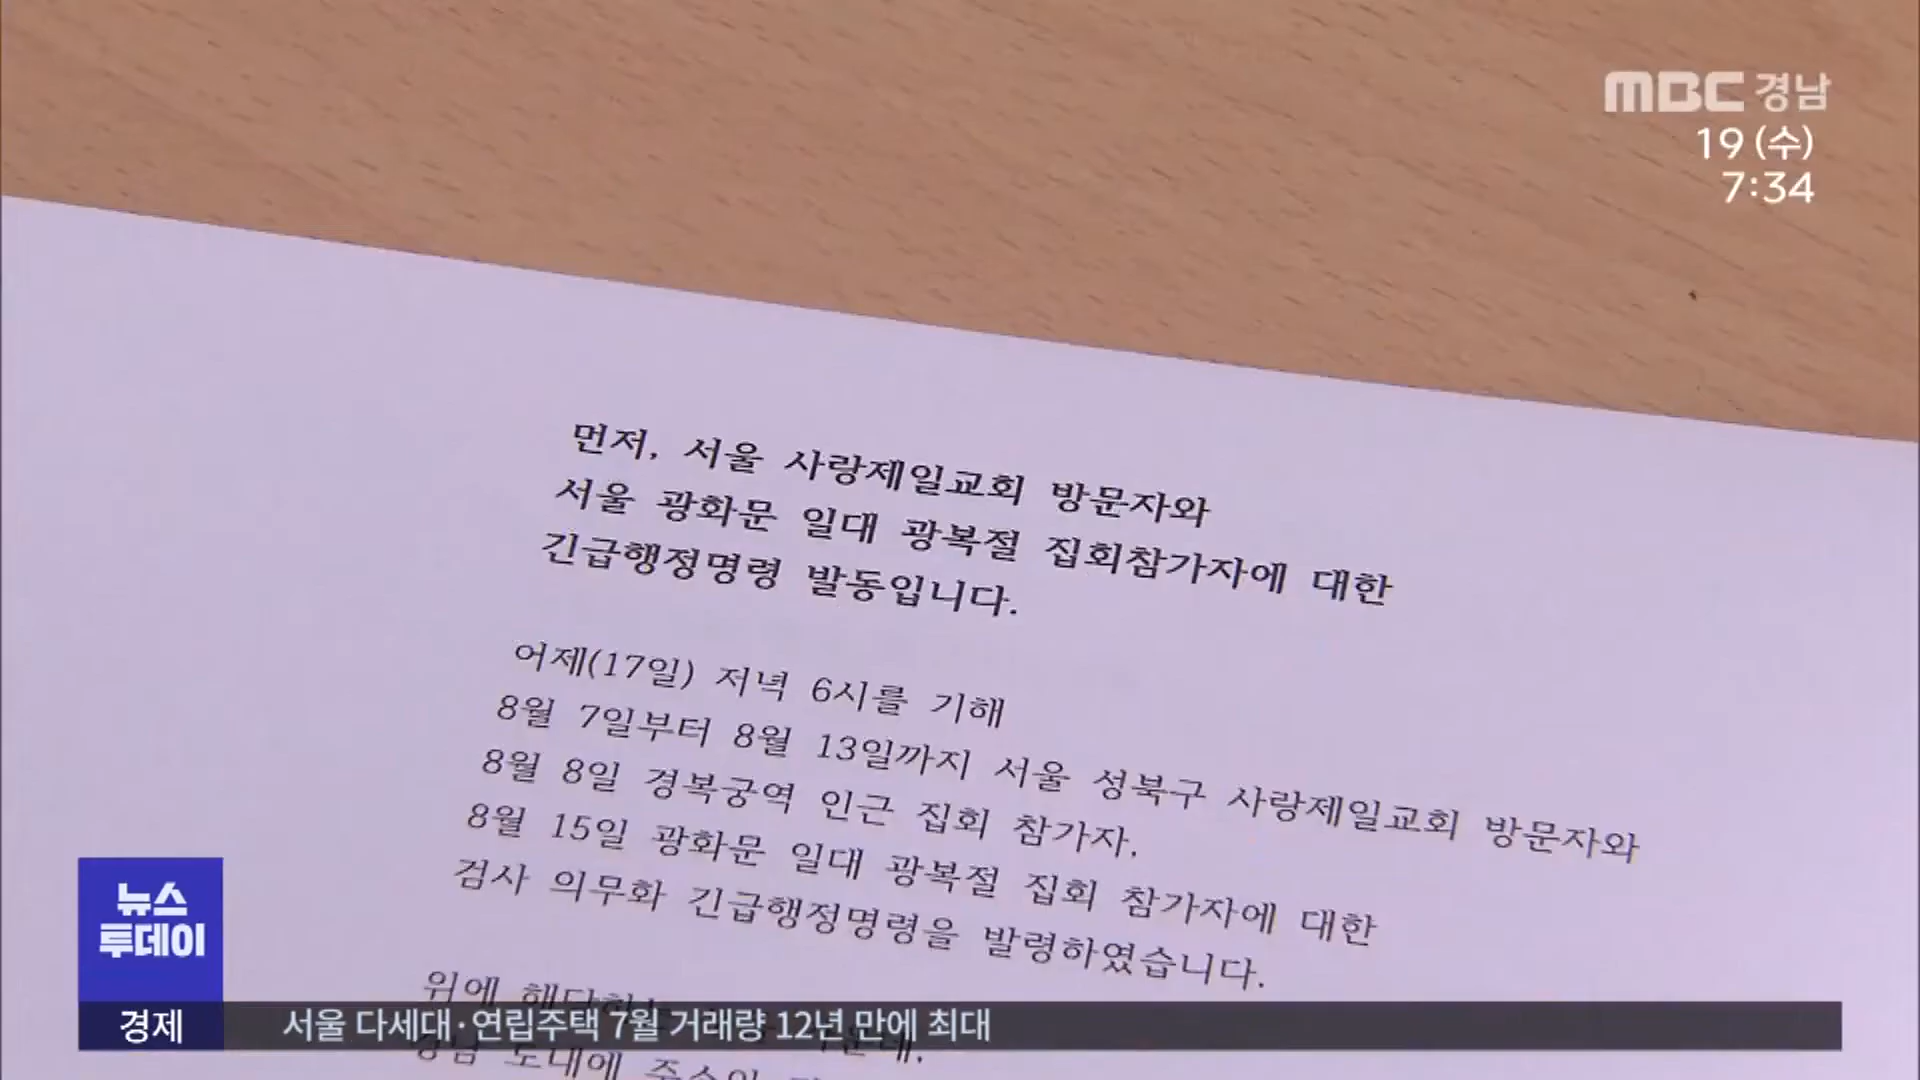 MBC 경남
19 (수)
7:34
먼저, 서울 사랑제일교회 방문자와
서울 광화문 일대 광복절 집회참가자에 대한
긴급행정명령 발동입니다.
어제(17일) 저녁 6시를 기해
8월 7일부터 8월 13일까지 서울 성북구 사랑제일교회 방문자와
8월 8일 경복궁역 인근 집회 참가자,
8월 15일 광화문 일대 광복절 집회 참가자에 대한
검사 의무화 긴급행정명령을 발령하였습니다.
위에
도내에
뉴스
투데이
경제
서울 다세대·연립주택 7월 거래량 12년 만에 최대